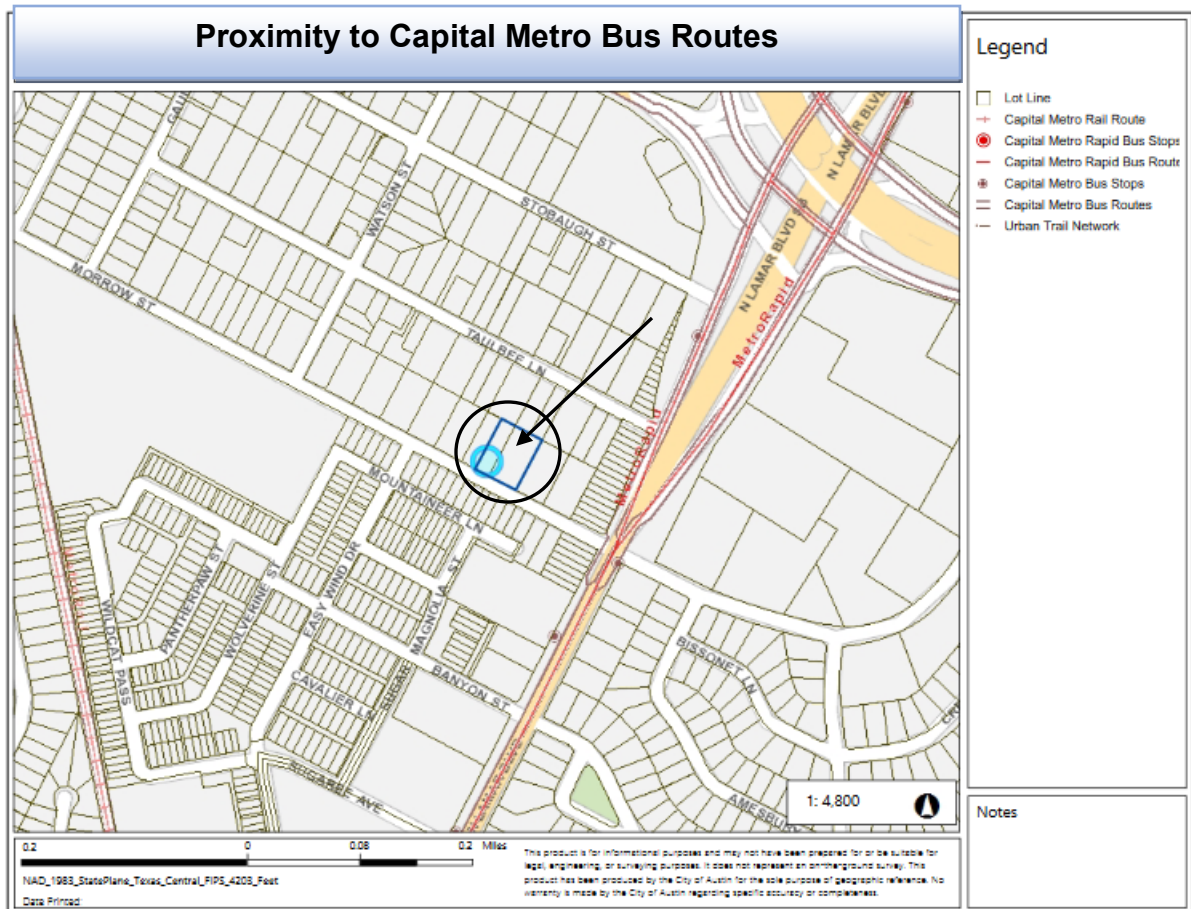 Proximity to Capital Metro Bus Routes
Legend
Lot Line
Capital Metro Rail Route
Capital Metro Rapid Bus Stops
Capital Metro Rapid Bus Route
Capital Metro Bus Stops
Capital Metro Bus Routes
Urban Trail Network
WATSON ST
STOBAUGH ST
N LAMAR BLVD
N LAMAR BLVD SB
MORROW ST
TAULBEE LN
MetroRapid
MetroRapid
MOUNTAINEER LN
PANTHERPAW ST
WOLVERINE ST
EASY WIND DR
MAGNOLIA ST
WILDCAT PASS
CAVALIER LN
SUGAR
BANYON ST
BISSONET LN
SUGAREE AVE
AMESBURY
1: 4,800
Notes
0.2 0 0.08 0.2 Miles
NAD_1983_StatePlane_Texas_Central_FIPS_4203_Feet
Date Printed:
This product is for informational purposes and may not have been prepared for or be suitable for
legal, engineering, or surveying purposes. It does not represent an on-the-ground survey. This
product has been produced by the City of Austin for the sole purpose of geographic reference. No
warranty is made by the City of Austin regarding specific accuracy or completeness.